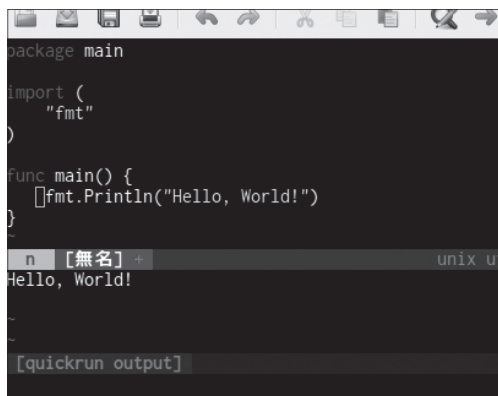 package main
import (
"fmt"
)
func main() {
fmt.Println("Hello, World!")
}
~
n [無名] + unix u
Hello, World!
~
~
[quickrun output]